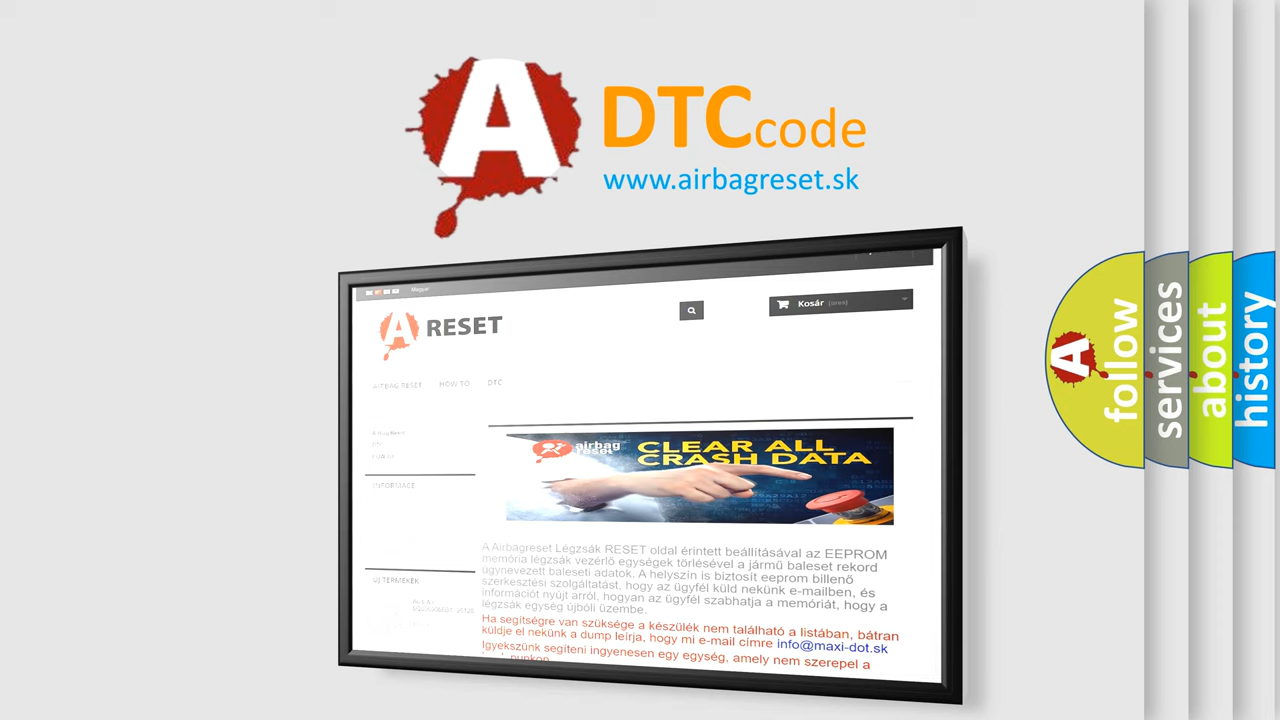 A
DTC code
www.airbagreset.sk
Magyar
Kosár (üres)
A RESET
AIRBAG RESET HOW TO DTC
INFORMACE
ÚJ TERMÉKEK
airbag
reset
CLEAR ALL
CRASH DATA
A Airbagreset Légzsák RESET oldal érintett beállításával az EEPROM
memória légzsák vezérlő egységek törlésével a jármű baleset rekord
úgynevezett baleseti adatok. A helyszín is biztosít eeprom billenő
szerkesztési szolgáltatást, hogy az ügyfél küld nekünk e-mailben, és
információt nyújt arról, hogyan az ügyfél szabhatja a memóriát, hogy a
légzsák egység újbóli üzembe.
Ha segítségre van szüksége a készülék nem található a listában, bátran
küldje el nekünk a dump leírja, hogy mi e-mail címre info@maxi-dot.sk
Igyekszünk segíteni ingyenesen egy egység, amely nem szerepel a
A
follow
services
about
history